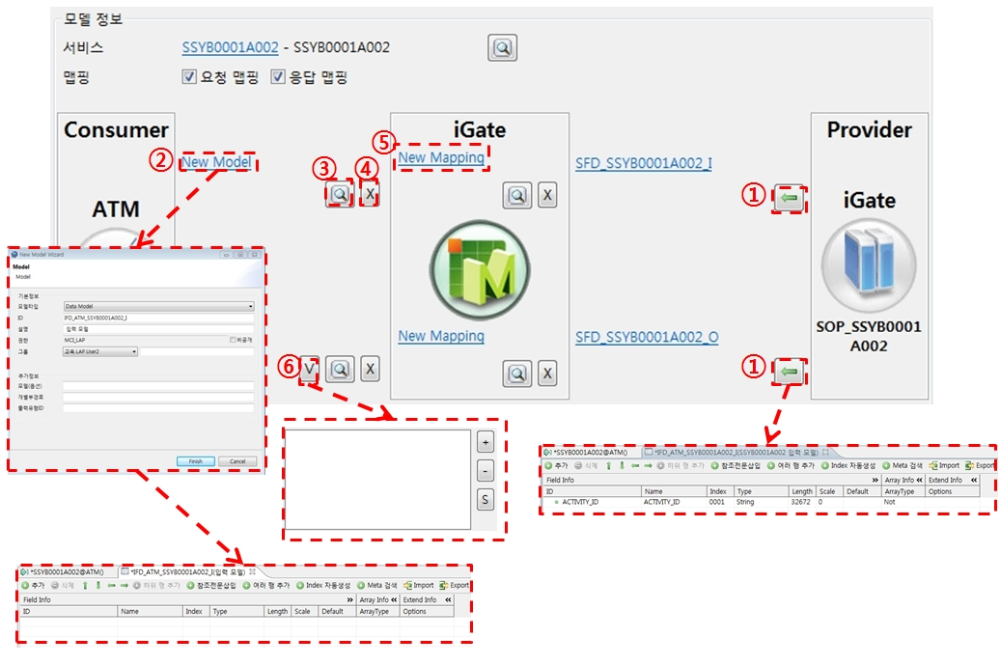 모델 정보
서비스 SSYB0001A002 - SSYB0001A002
맵핑 요청 맵핑 응답 맵핑
Consumer
② New Model
③ ④ X
ATM
iGate
⑤ New Mapping
SFD_SSYB0001A002_I
X
New Mapping
SFD_SSYB0001A002_O
X
⑥ V X
Provider
①
iGate
SOP_SSYB0001
A002
①
New Model Wizard
Model
Model
기본정보
모델타입 Data Model
ID IFD_ATM_SSYB0001A002_I
설명 입력 모델
권한 MCI_LAP 비공개
그룹 교육.LAP.User2
추가정보
모델(옵션)
개별부경로
출력유형ID
Finish Cancel
+
-
S
*SSYB0001A002@ATM() *IFD_ATM_SSYB0001A002_I(SSYB0001A002 입력 모델)
추가 삭제 하위 행 추가 참조전문삽입 여러 행 추가 Index 자동생성 Meta 검색 Import Export
Field Info » Array Info « Extend Info «
ID Name Index Type Length Scale Default ArrayType Options
ACTIVITY_ID ACTIVITY_ID 0001 String 32672 0 Not
*SSYB0001A002@ATM() *IFD_ATM_SSYB0001A002_I(입력 모델)
추가 삭제 하위 행 추가 참조전문삽입 여러 행 추가 Index 자동생성 Meta 검색 Import Export
Field Info » Array Info « Extend Info «
ID Name Index Type Length Scale Default ArrayType Options